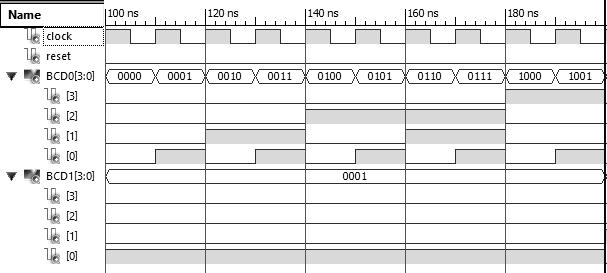 Name 100 ns 120 ns 140 ns 160 ns 180 ns
clock
reset
BCD0[3:0] 0000 0001 0010 0011 0100 0101 0110 0111 1000 1001
[3]
[2]
[1]
[0]
BCD1[3:0] 0001
[3]
[2]
[1]
[0]